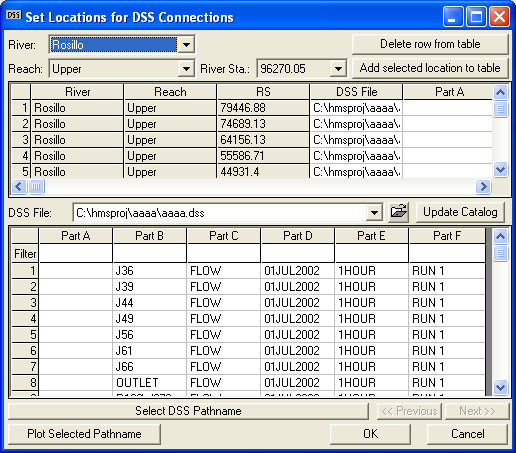 DSS Set Locations for DSS Connections
River: Rosillo Delete row from table
Reach: Upper River Sta.: 96270.05 Add selected location to table
River Reach RS DSS File Part A
1 Rosillo Upper 79446.88 C:\hmsproj\aaaa\
2 Rosillo Upper 74689.13 C:\hmsproj\aaaa\
3 Rosillo Upper 64156.13 C:\hmsproj\aaaa\
4 Rosillo Upper 55586.71 C:\hmsproj\aaaa\
5 Rosillo Upper 44931.4 C:\hmsproj\aaaa\
DSS File: C:\hmsproj\aaaa\aaaa.dss Update Catalog
Part A Part B Part C Part D Part E Part F
Filter
1 J36 FLOW 01JUL2002 1HOUR RUN 1
2 J39 FLOW 01JUL2002 1HOUR RUN 1
3 J44 FLOW 01JUL2002 1HOUR RUN 1
4 J49 FLOW 01JUL2002 1HOUR RUN 1
5 J56 FLOW 01JUL2002 1HOUR RUN 1
6 J61 FLOW 01JUL2002 1HOUR RUN 1
7 J66 FLOW 01JUL2002 1HOUR RUN 1
8 OUTLET FLOW 01JUL2002 1HOUR RUN 1
Select DSS Pathname << Previous Next >>
Plot Selected Pathname OK Cancel